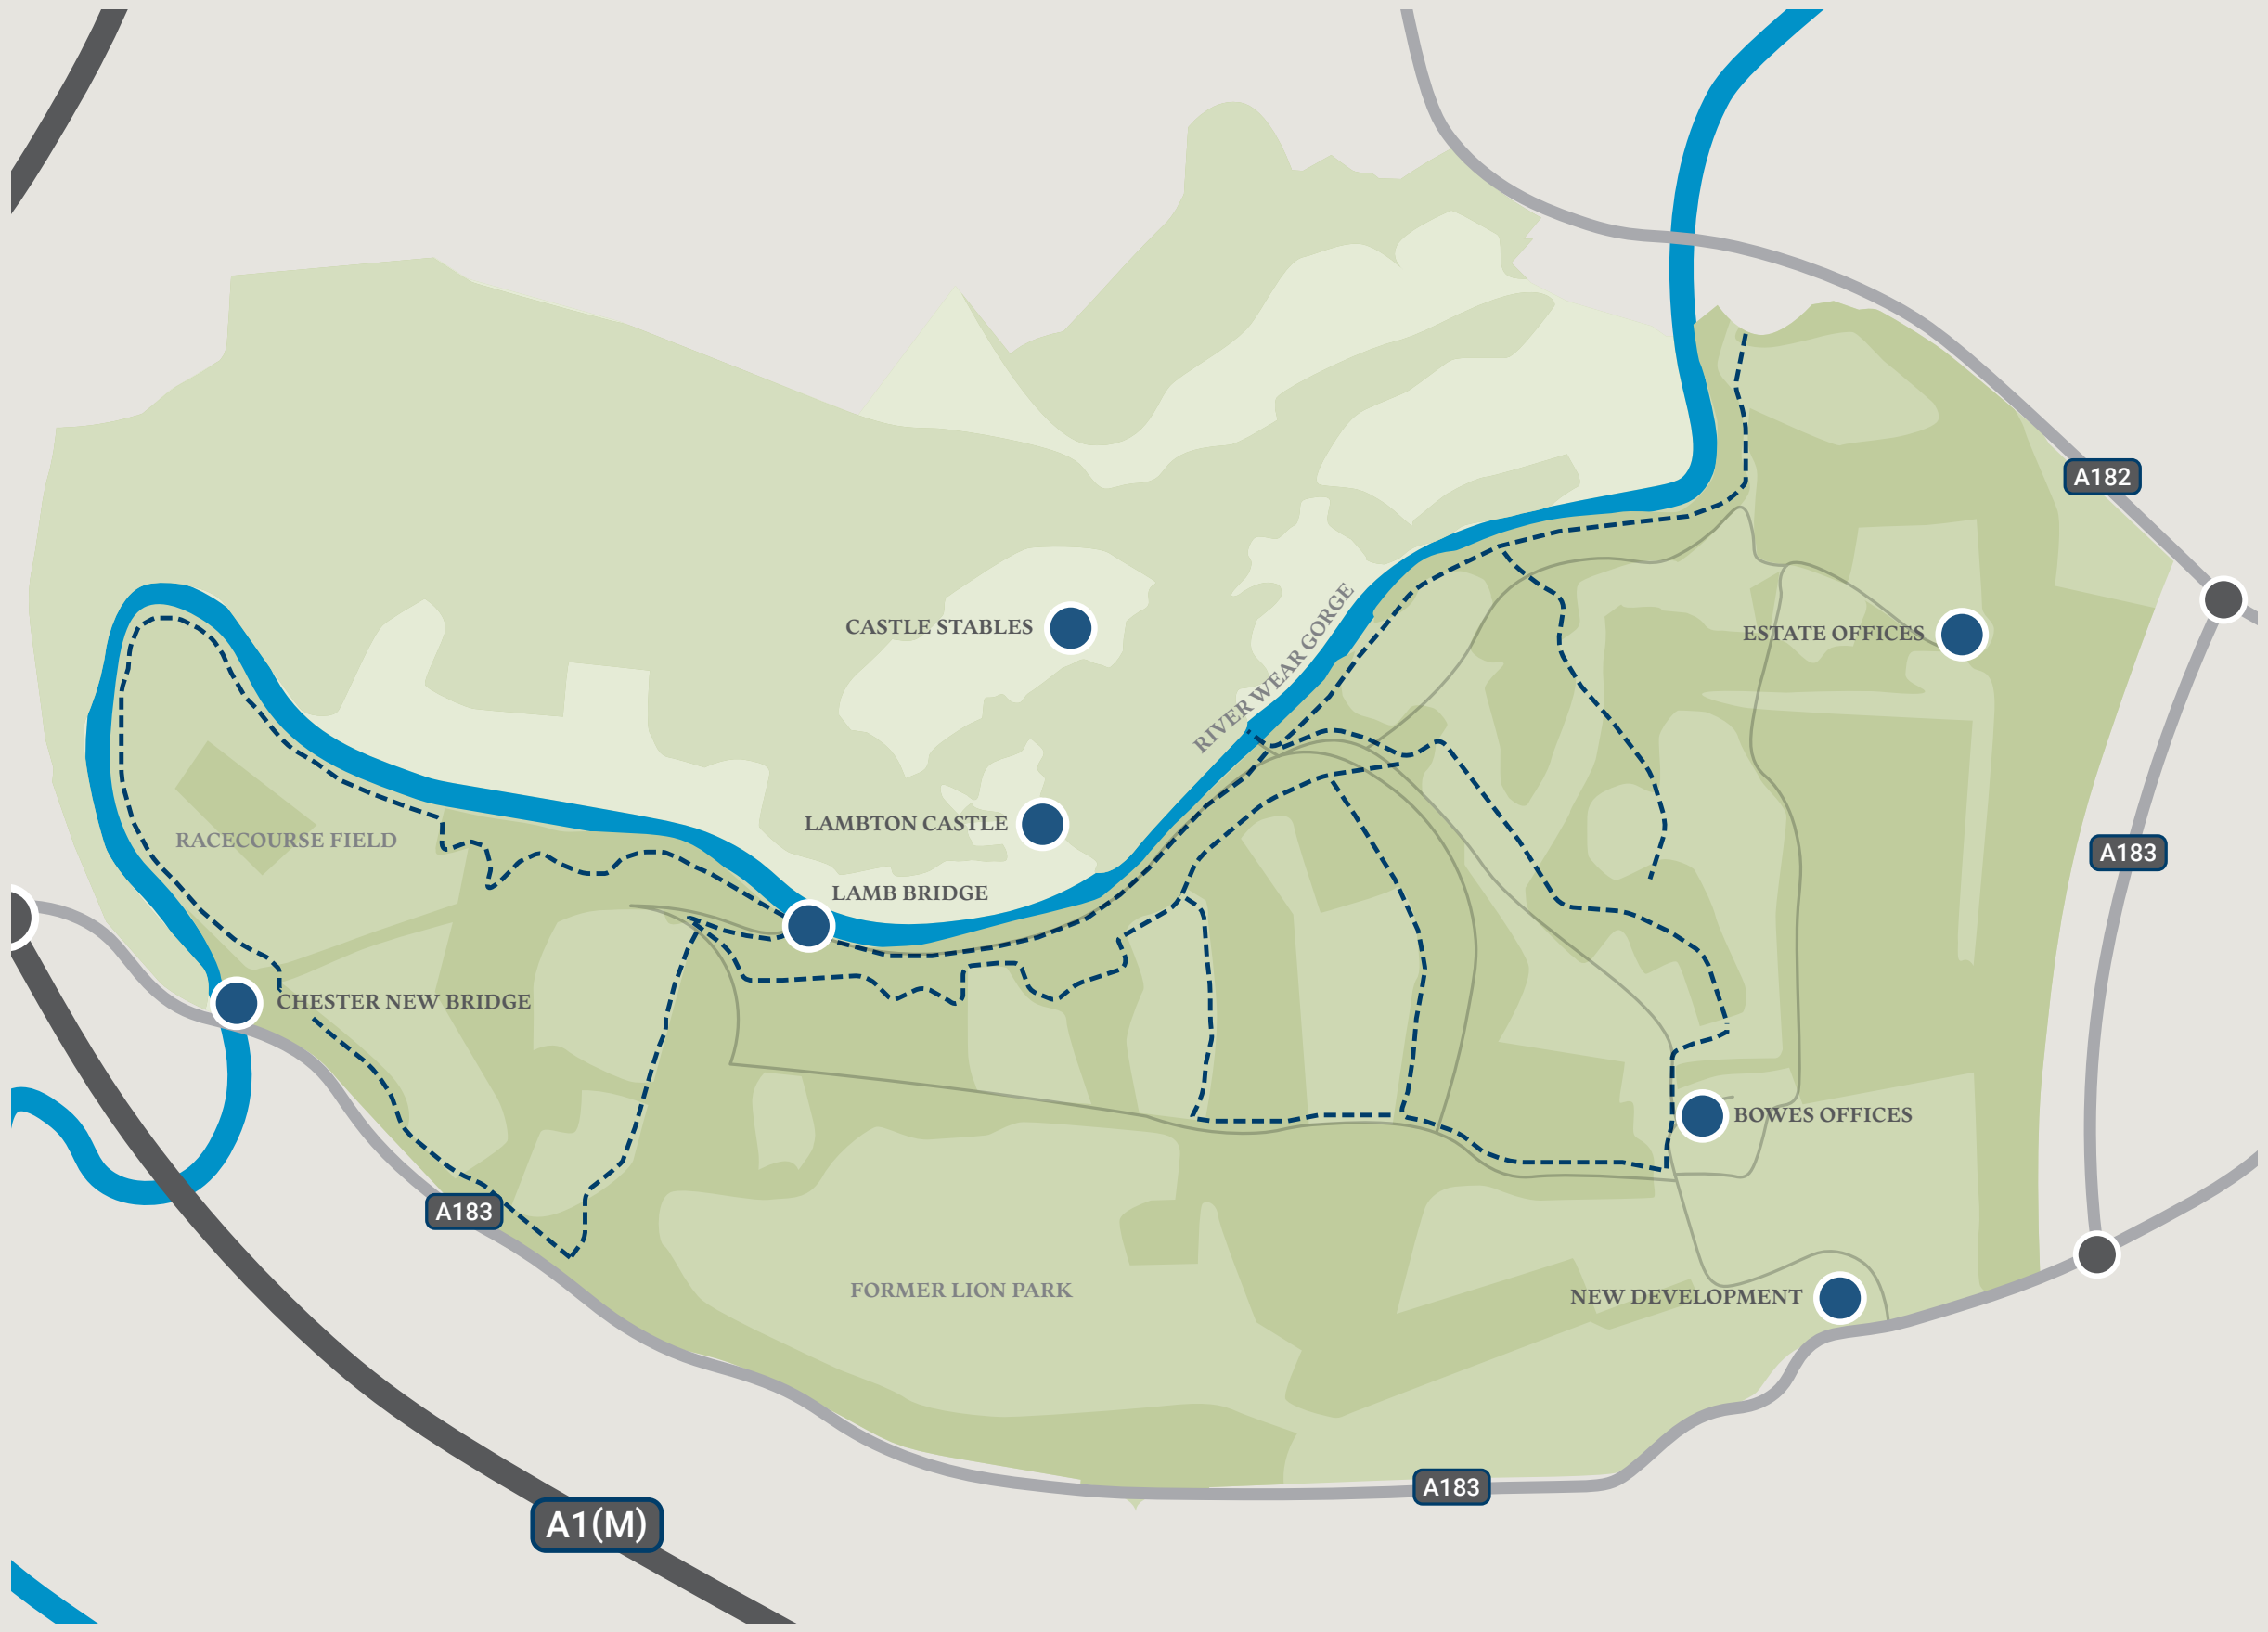 A182
CASTLE STABLES
RIVER WEAR GORGE
ESTATE OFFICES
LAMBTON CASTLE
RACECOURSE FIELD
A183
LAMB BRIDGE
CHESTER NEW BRIDGE
BOWES OFFICES
A183
FORMER LION PARK
NEW DEVELOPMENT
A183
A1(M)